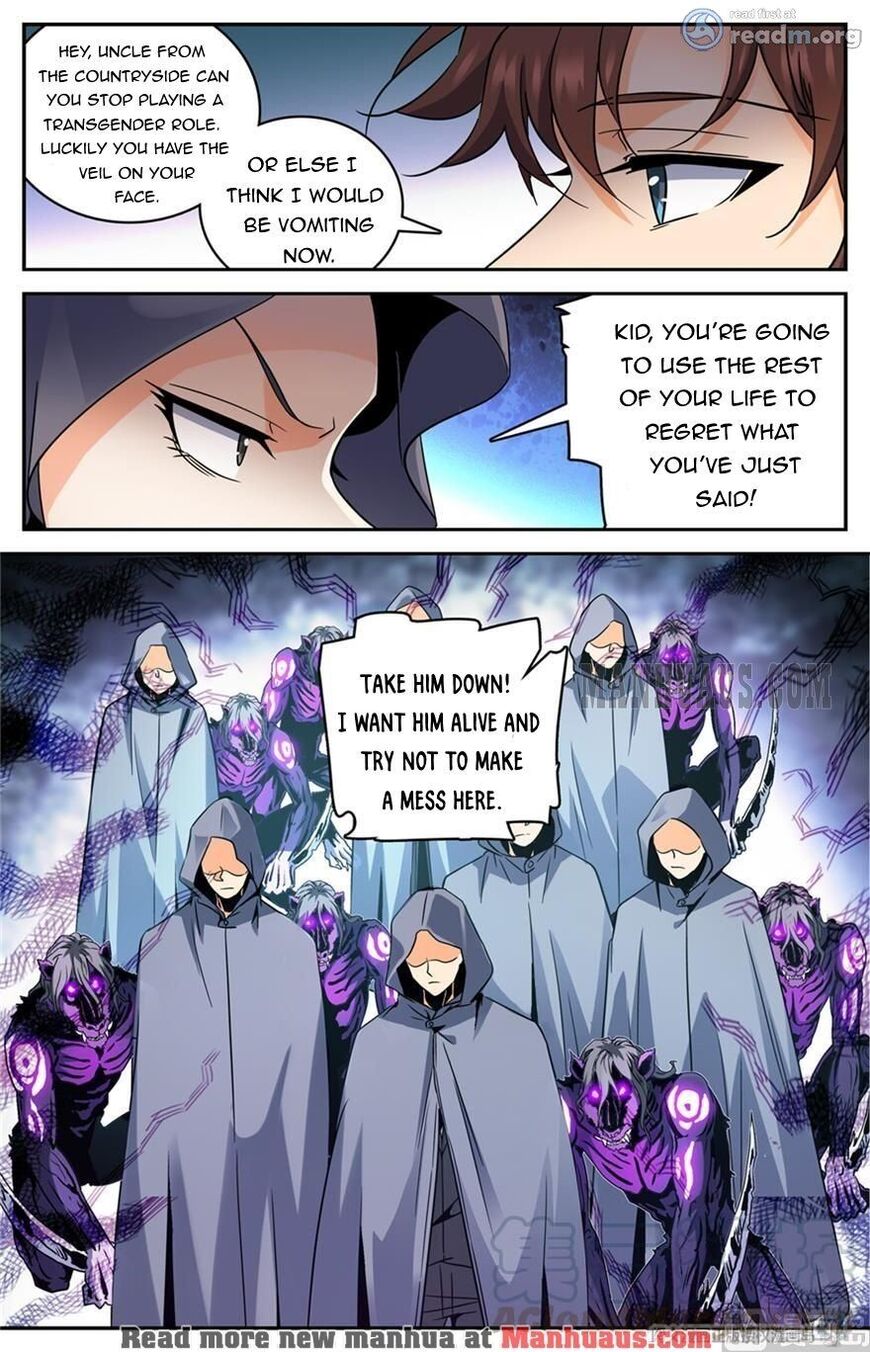 read first at
readm.org
HEY, UNCLE FROM
THE COUNTRYSIDE CAN
YOU STOP PLAYING A
TRANSGENDER ROLE.
LUCKILY YOU HAVE THE
VEIL ON YOUR
FACE.
OR ELSE I
THINK I WOULD
BE VOMITING
NOW.
KID, YOU'RE GOING
TO USE THE REST
OF YOUR LIFE TO
REGRET WHAT
YOU'VE JUST
SAID!
MANHUAUS.COM
TAKE HIM DOWN!
I WANT HIM ALIVE AND
TRY NOT TO MAKE
A MESS HERE.
Read more new manhua at Manhuaus.com